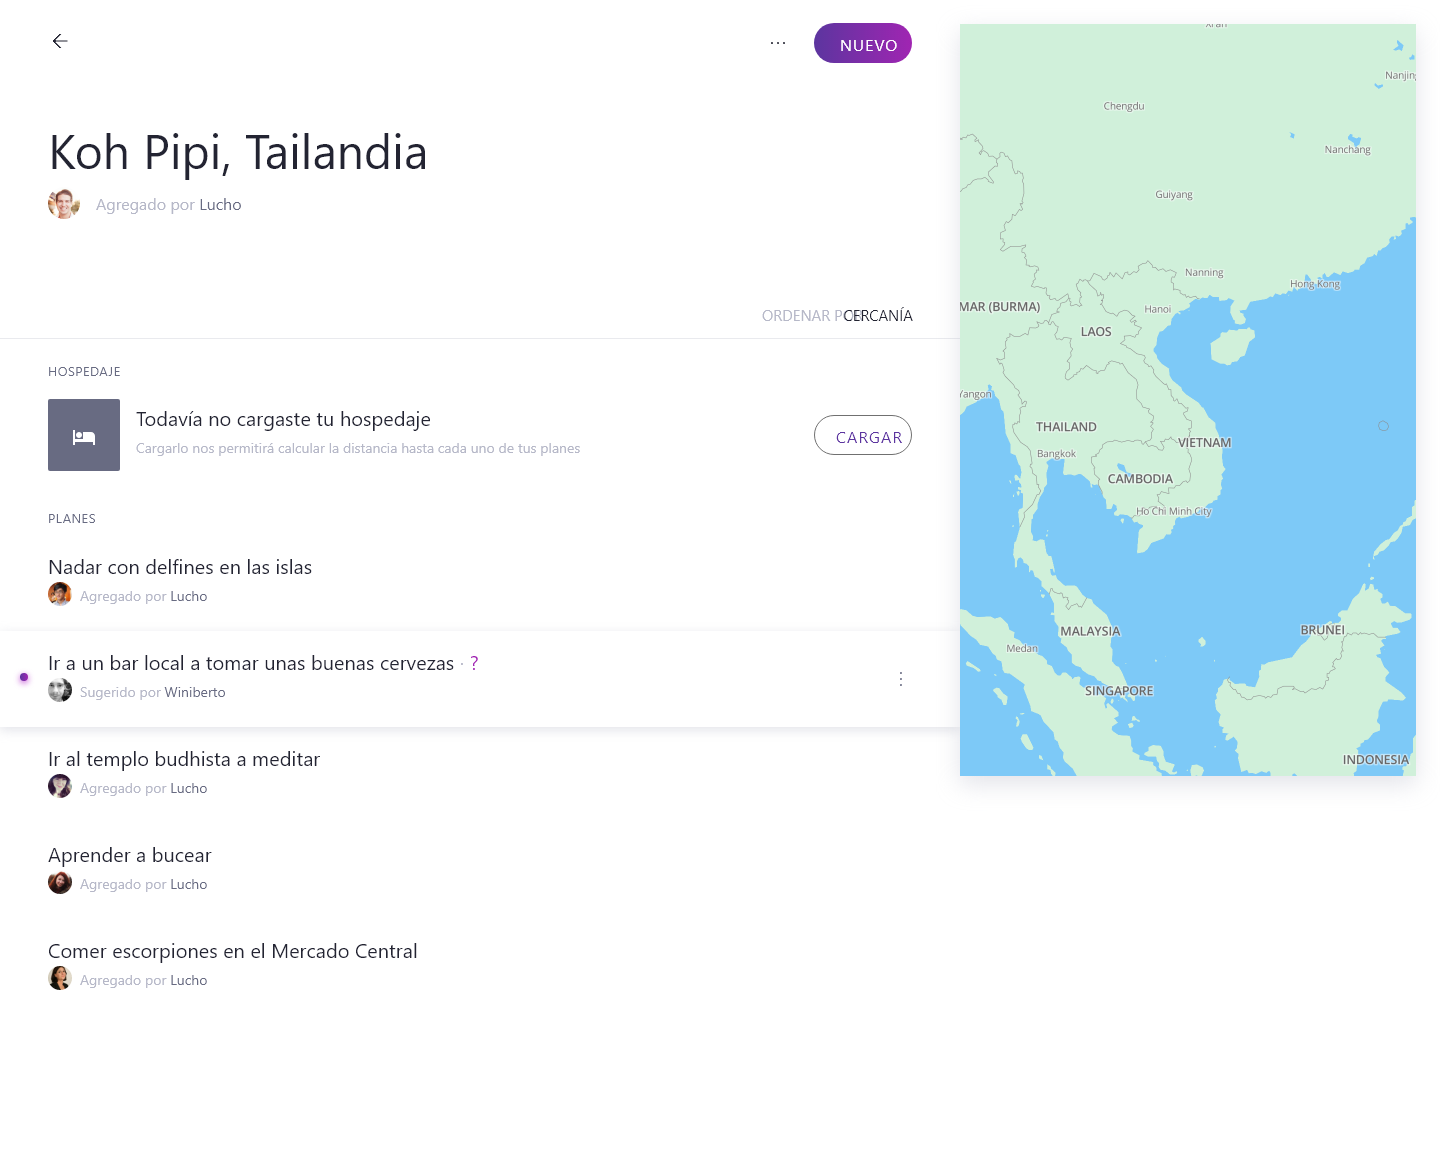 NUEVO
Koh Pipi, Tailandia
Agregado por Lucho
ORDENAR POR CERCANÍA
HOSPEDAJE
Todavía no cargaste tu hospedaje
Cargarlo nos permitirá calcular la distancia hasta cada uno de tus planes
CARGAR
PLANES
Nadar con delfines en las islas
Agregado por Lucho
Ir a un bar local a tomar unas buenas cervezas · ?
Sugerido por Winiberto
Ir al templo budhista a meditar
Agregado por Lucho
Aprender a bucear
Agregado por Lucho
Comer escorpiones en el Mercado Central
Agregado por Lucho
Nanjing
Chengdu
Nanchang
Guiyang
Nanning
Hong Kong
MAR (BURMA)
Hanoi
LAOS
Yangon
THAILAND
VIETNAM
Bangkok
CAMBODIA
Ho Chi Minh City
MALAYSIA
BRUNEI
Medan
SINGAPORE
INDONESIA